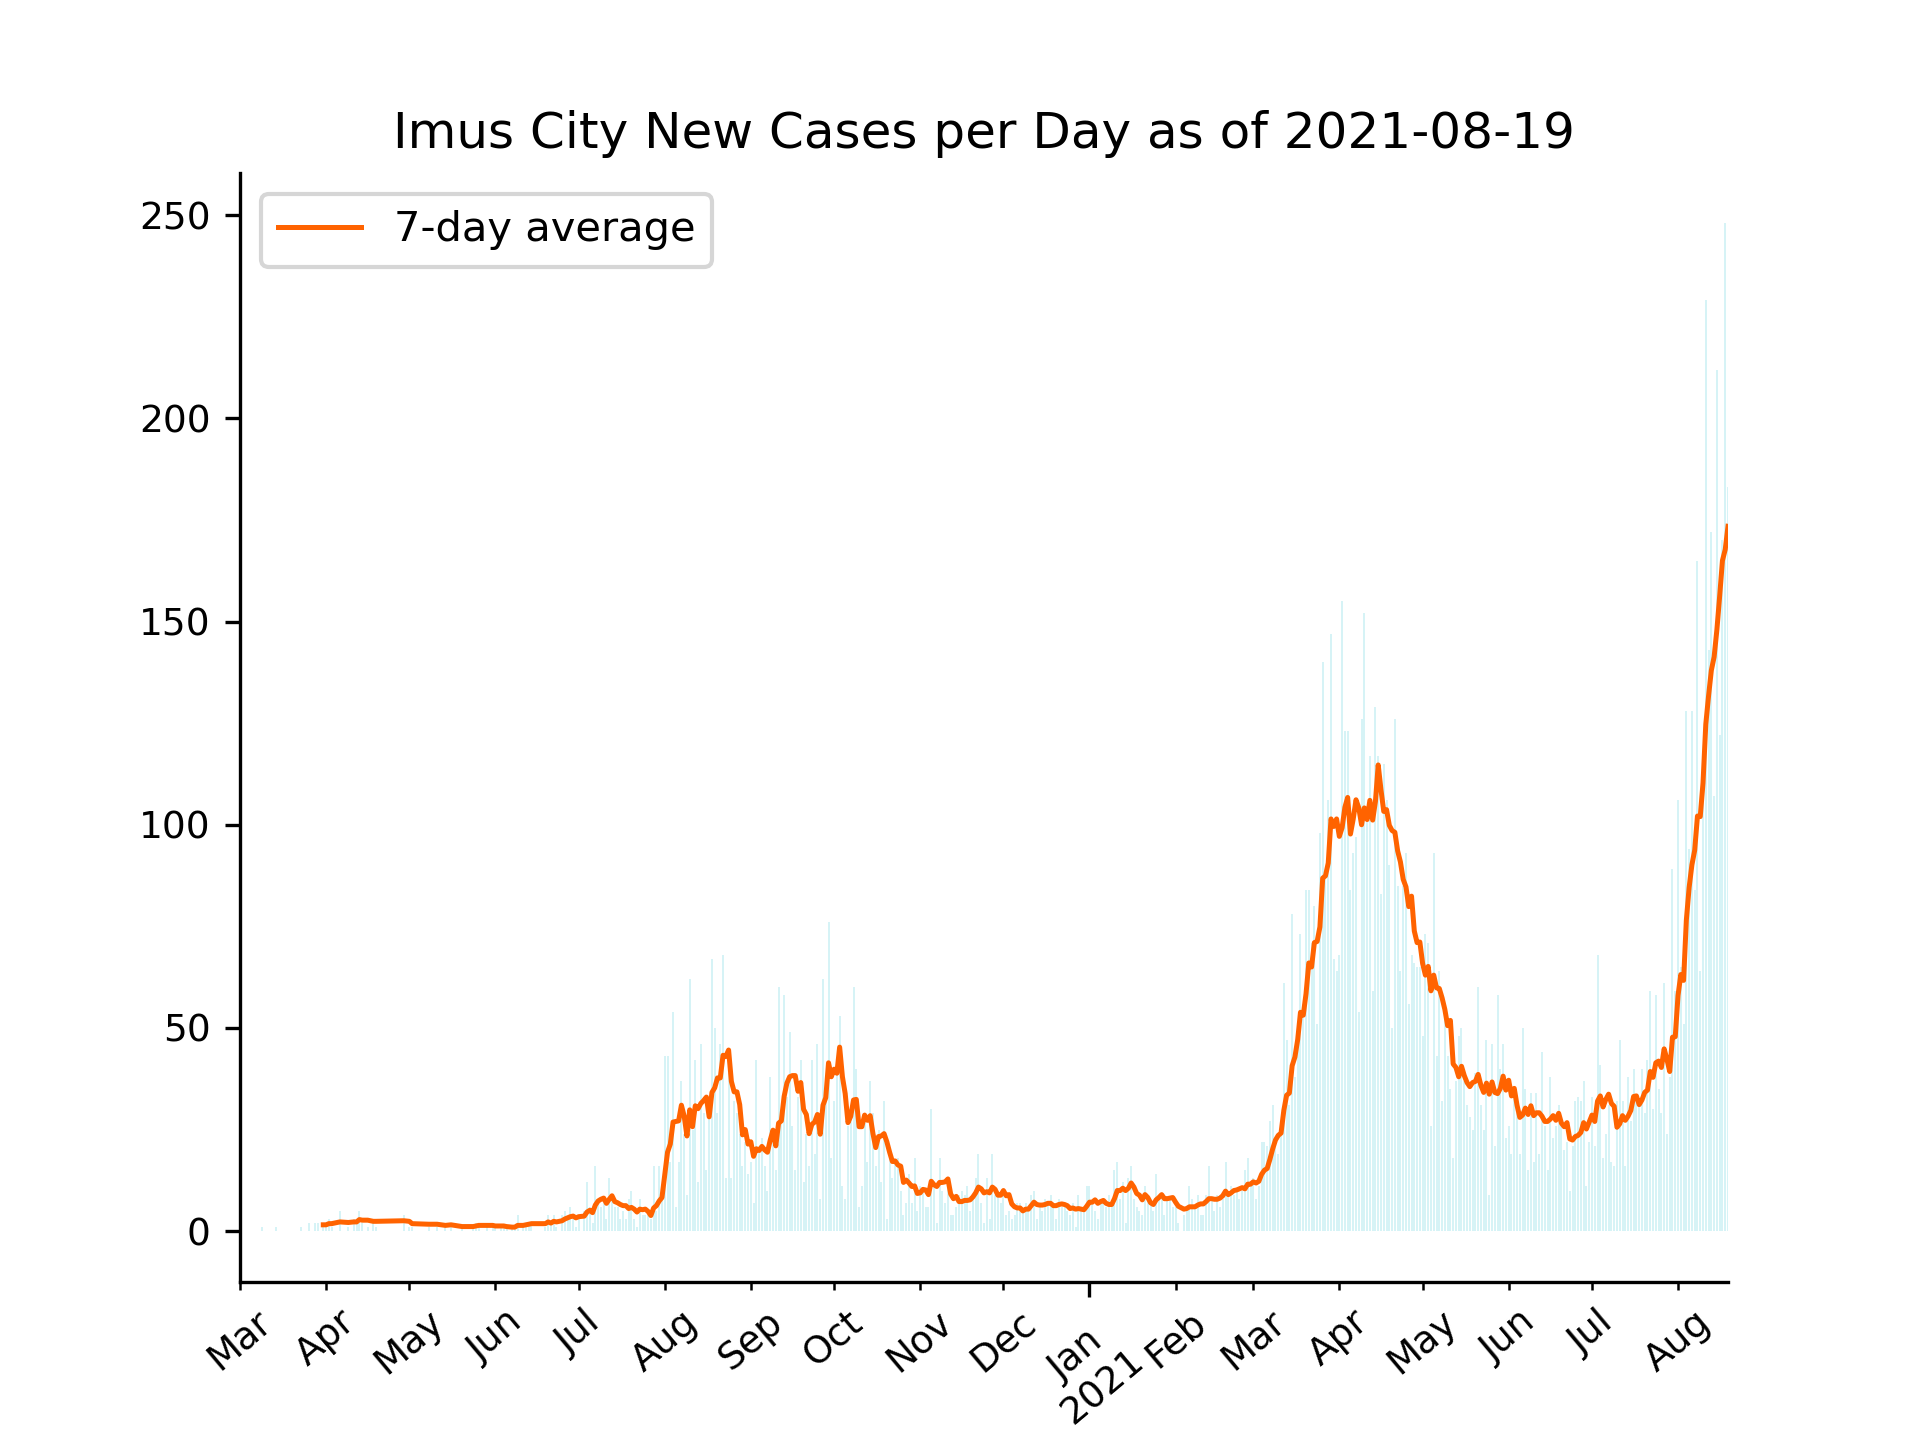 Imus City New Cases per Day as of 2021-08-19
7-day average
250
200
150
100
50
0
Mar Apr May Jun Jul Aug Sep Oct Nov Dec Jan Feb Mar Apr May Jun Jul Aug
2021